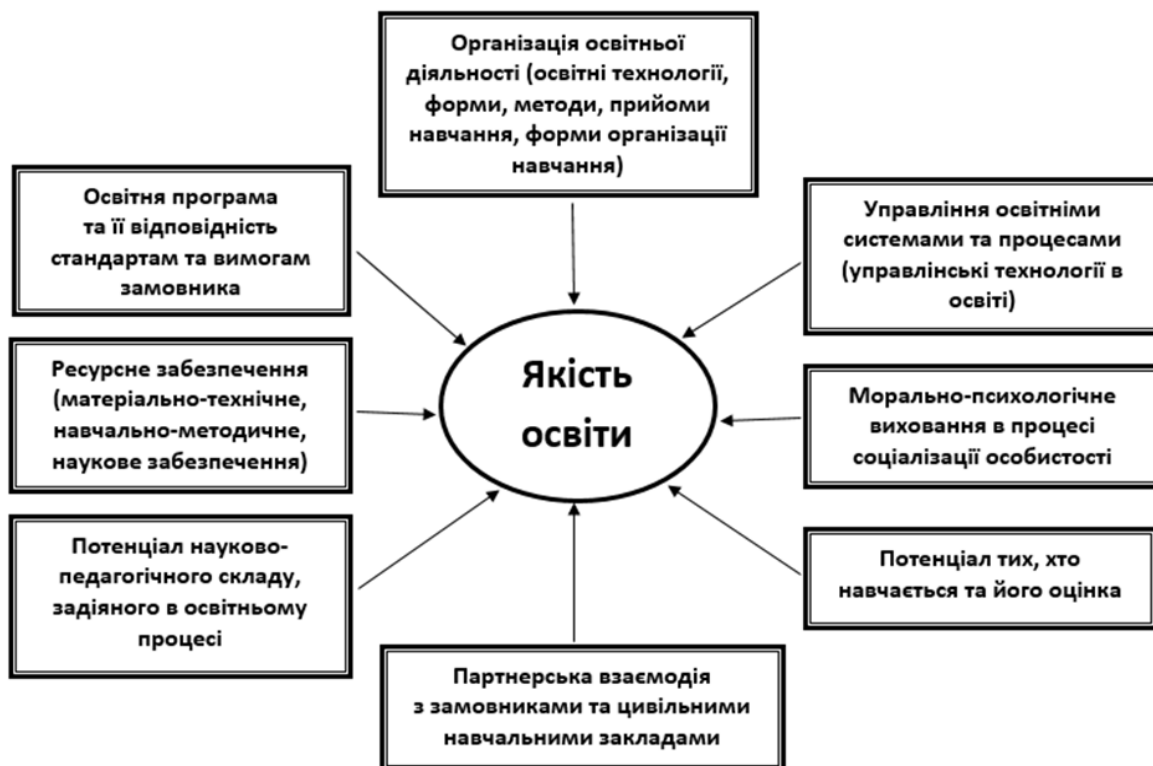 Організація освітньої
діяльності (освітні технології,
форми, методи, прийоми
навчання, форми організації
навчання)
Освітня програма
та її відповідність
стандартам та вимогам
замовника
Управління освітніми
системами та процесами
(управлінські технології в
освіті)
Якість
освіти
Ресурсне забезпечення
(матеріально-технічне,
навчально-методичне,
наукове забезпечення)
Морально-психологічне
виховання в процесі
соціалізації особистості
Потенціал науково-
педагогічного складу,
задіяного в освітньому
процесі
Потенціал тих, хто
навчається та його оцінка
Партнерська взаємодія
з замовниками та цивільними
навчальними закладами